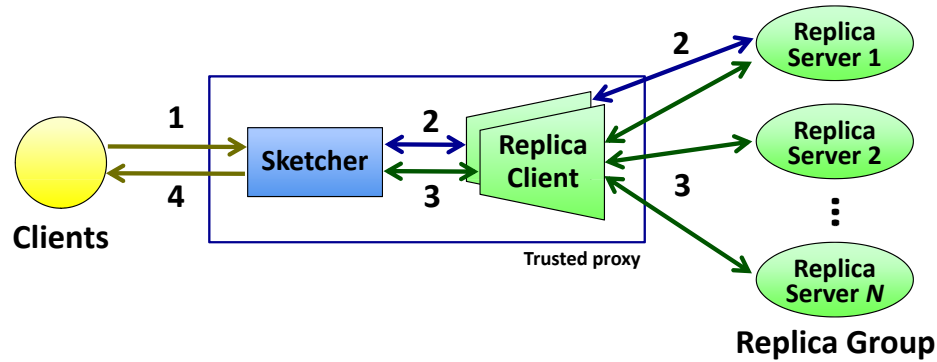 1
4
Clients
Sketcher
2
3
Replica
Client
Trusted proxy
2
3
Replica
Server 1
Replica
Server 2
...
Replica
Server N
Replica Group